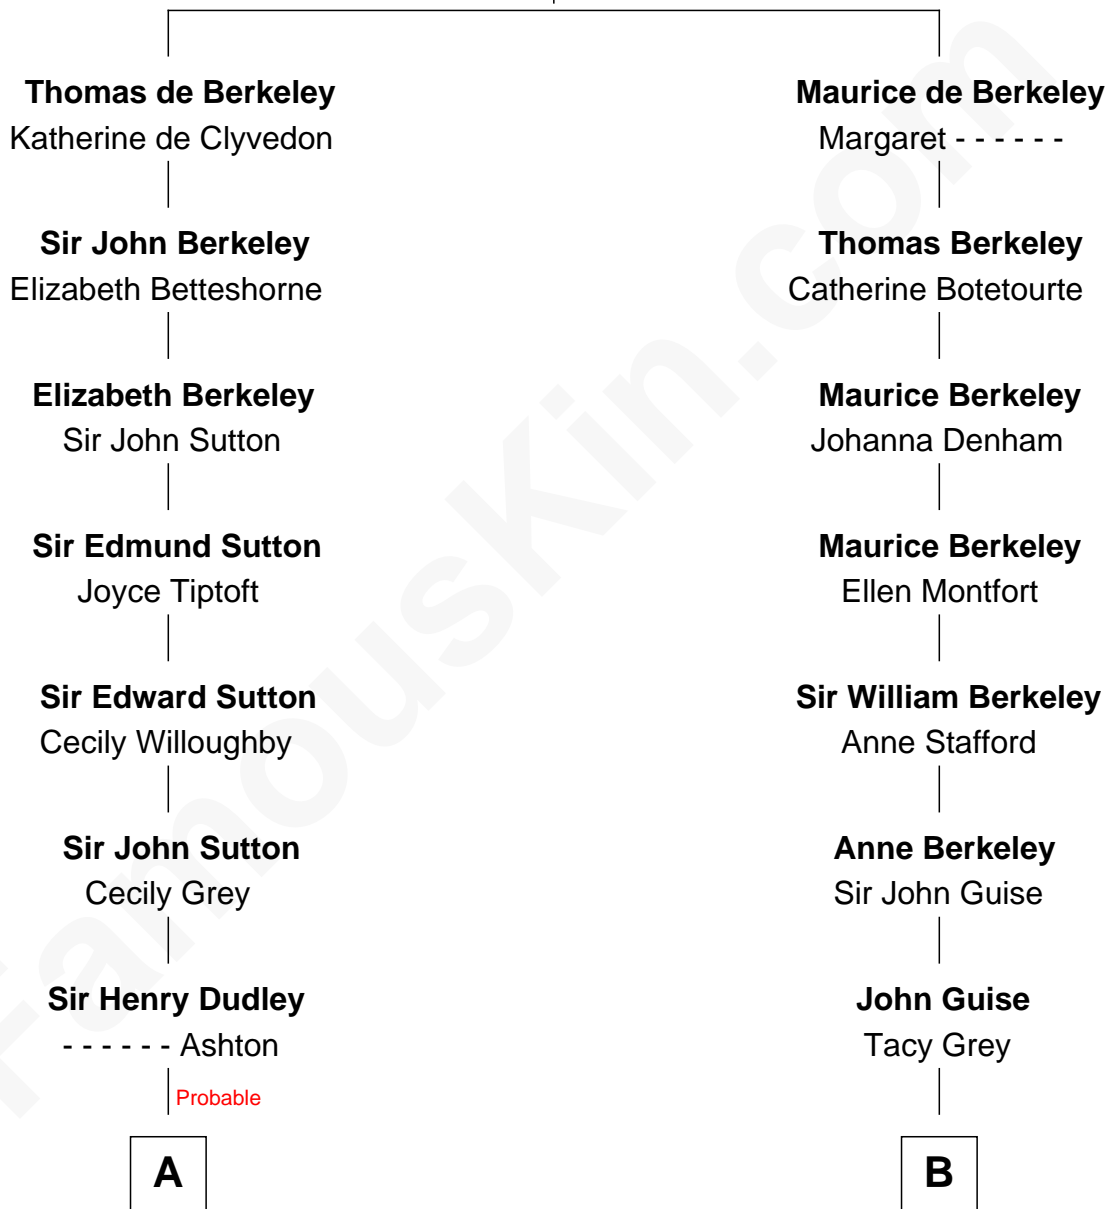 Thomas de Berkeley
Katherine de Clyvedon
Sir John Berkeley
Elizabeth Betteshorne
Elizabeth Berkeley
Sir John Sutton
Sir Edmund Sutton
Joyce Tiptoft
Sir Edward Sutton
Cecily Willoughby
Sir John Sutton
Cecily Grey
Sir Henry Dudley
- - - - - - Ashton
Probable
A
Maurice de Berkeley
Margaret - - - - - -
Thomas Berkeley
Catherine Botetourte
Maurice Berkeley
Johanna Denham
Maurice Berkeley
Ellen Montfort
Sir William Berkeley
Anne Stafford
Anne Berkeley
Sir John Guise
John Guise
Tacy Grey
B
FamousKin.com